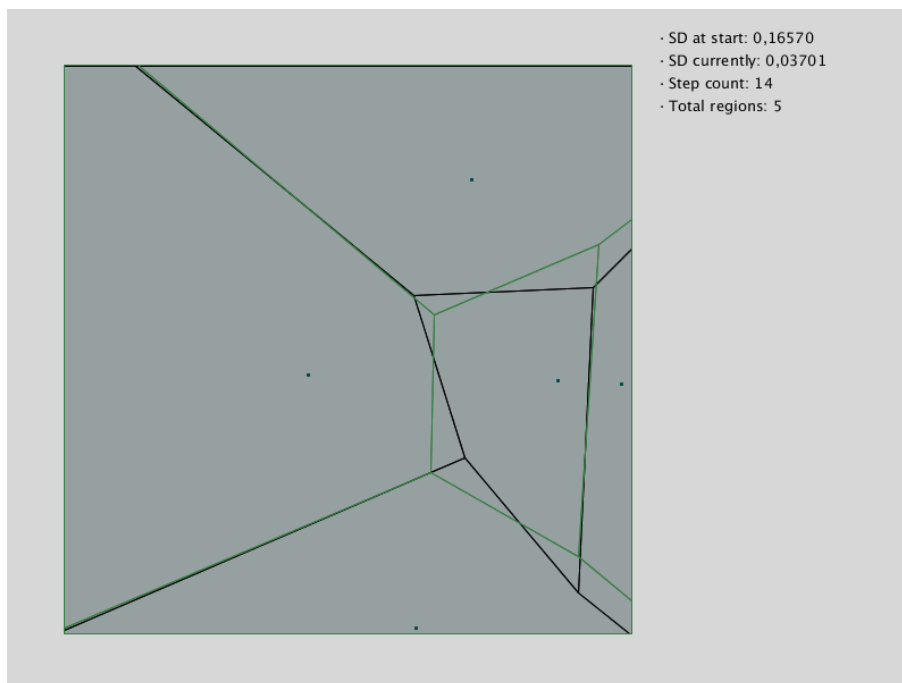 · SD at start: 0,16570
· SD currently: 0,03701
· Step count: 14
· Total regions: 5